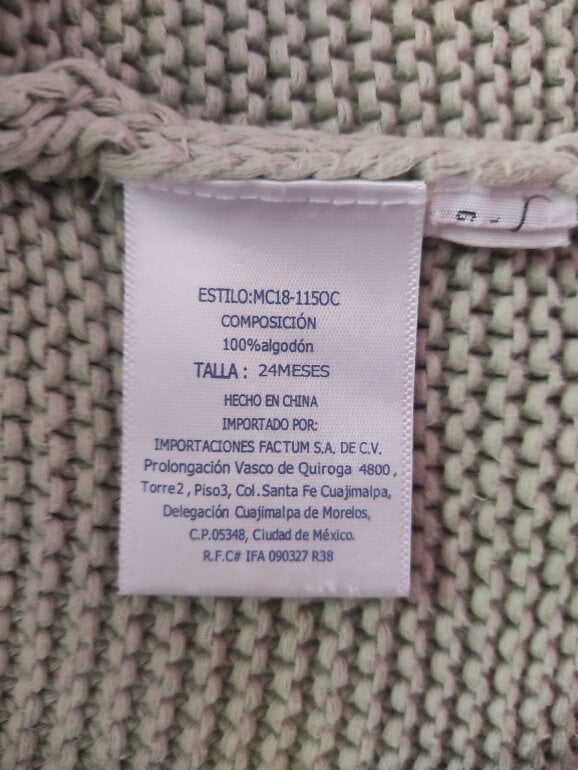 ESTILO:MC18-115OC
COMPOSICIÓN
100%algodón
TALLA : 24MESES
HECHO EN CHINA
IMPORTADO POR:
IMPORTACIONES FACTUM S.A. DE C.V.
Prolongación Vasco de Quiroga 4800 ,
Torre2 , Piso3, Col.Santa Fe Cuajimalpa,
Delegación Cuajimalpa de Morelos,
C.P.05348, Ciudad de México.
R.F.C# IFA 090327 R38